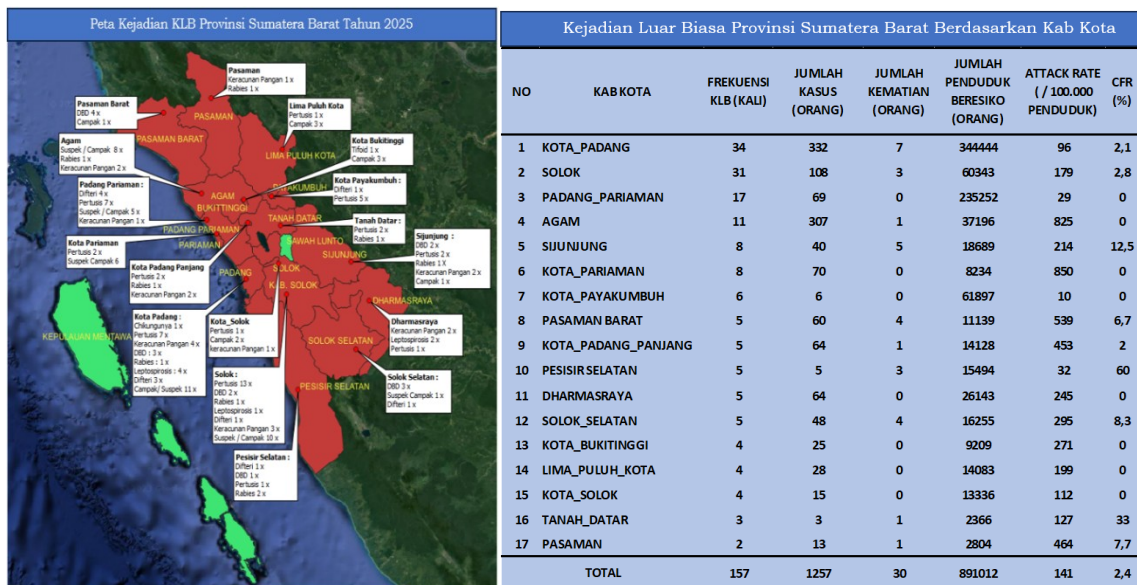 Peta Kejadian KLB Provinsi Sumatera Barat Tahun 2025
Pasaman
Keracunan Pangan 1 x
Rabies 1 x
Pasaman Barat
DBD 4 x
Campak 1 x
Lima Puluh Kota
Pertusis 1 x
Campak 3 x
Agam
Suspek / Campak 8 x
Rabies 1 x
Keracunan Pangan 2 x
Kota Bukitinggi
Tifoid 1 x
Campak 3 x
Padang Pariaman :
Difteri 4 x
Pertusis 7 x
Suspek / Campak 5 x
Keracunan Pangan 1 x
Kota Payakumbuh :
Difteri 1 x
Pertusis 5 x
Kota Pariaman
Pertusis 2 x
Suspek Campak 6
Tanah Datar :
Pertusis 2 x
Rabies 1 x
Sijunjung :
DBD 2 x
Pertusis 2 x
Rabies 1X
Keracunan Pangan 2 x
Campak 1 x
Kota Padang Panjang
Pertusis 2 x
Rabies 1 x
Keracunan Pangan 2 x
Kota Padang :
Chikungunya 1 x
Pertusis 7 x
Keracunan Pangan 4 x
DBD : 3 x
Rabies : 1 x
Leptospirosis : 4 x
Difteri 3 x
Campak/ Suspek 11 x
Kota_Solok
Pertusis 1 x
Campak 2 x
keracunan Pangan 1 x
Dharmasraya
Keracunan Pangan 2 x
Leptospirosis 2 x
Pertusis 1 x
Solok :
Pertusis 13 x
DBD 2 x
Rabies 1 x
Leptospirosis 1 x
Difteri 1 x
Keracunan Pangan 3 x
Suspek / Campak 10 x
Solok Selatan :
DBD 3 x
Suspek Campak 1 x
Difteri 1 x
Pesisir Selatan :
Difteri 1 x
DBD 1 x
Pertusis 1 x
Rabies 2 x
PASAMAN
PASAMAN BARAT
LIMA PULUH KOTA
AGAM
BUKITTINGGI
PAYAKUMBUH
TANAH DATAR
PADANG PARIAMAN
PARIAMAN
SAWAH LUNTO
SIJUNJUNG
SOLOK
PADANG
KAB. SOLOK
DHARMASRAYA
SOLOK SELATAN
KEPULAUAN MENTAWAI
PESISIR SELATAN
Kejadian Luar Biasa Provinsi Sumatera Barat Berdasarkan Kab Kota
NO KAB KOTA FREKUENSI KLB (KALI) JUMLAH KASUS (ORANG) JUMLAH KEMATIAN (ORANG) JUMLAH PENDUDUK BERESIKO (ORANG) ATTACK RATE ( / 100.000 PENDUDUK) CFR (%)
1 KOTA_PADANG 34 332 7 344444 96 2,1
2 SOLOK 31 108 3 60343 179 2,8
3 PADANG_PARIAMAN 17 69 0 235252 29 0
4 AGAM 11 307 1 37196 825 0
5 SIJUNJUNG 8 40 5 18689 214 12,5
6 KOTA_PARIAMAN 8 70 0 8234 850 0
7 KOTA_PAYAKUMBUH 6 6 0 61897 10 0
8 PASAMAN BARAT 5 60 4 11139 539 6,7
9 KOTA_PADANG_PANJANG 5 64 1 14128 453 2
10 PESISIR SELATAN 5 5 3 15494 32 60
11 DHARMASRAYA 5 64 0 26143 245 0
12 SOLOK_SELATAN 5 48 4 16255 295 8,3
13 KOTA_BUKITINGGI 4 25 0 9209 271 0
14 LIMA_PULUH_KOTA 4 28 0 14083 199 0
15 KOTA_SOLOK 4 15 0 13336 112 0
16 TANAH_DATAR 3 3 1 2366 127 33
17 PASAMAN 2 13 1 2804 464 7,7
TOTAL 157 1257 30 891012 141 2,4